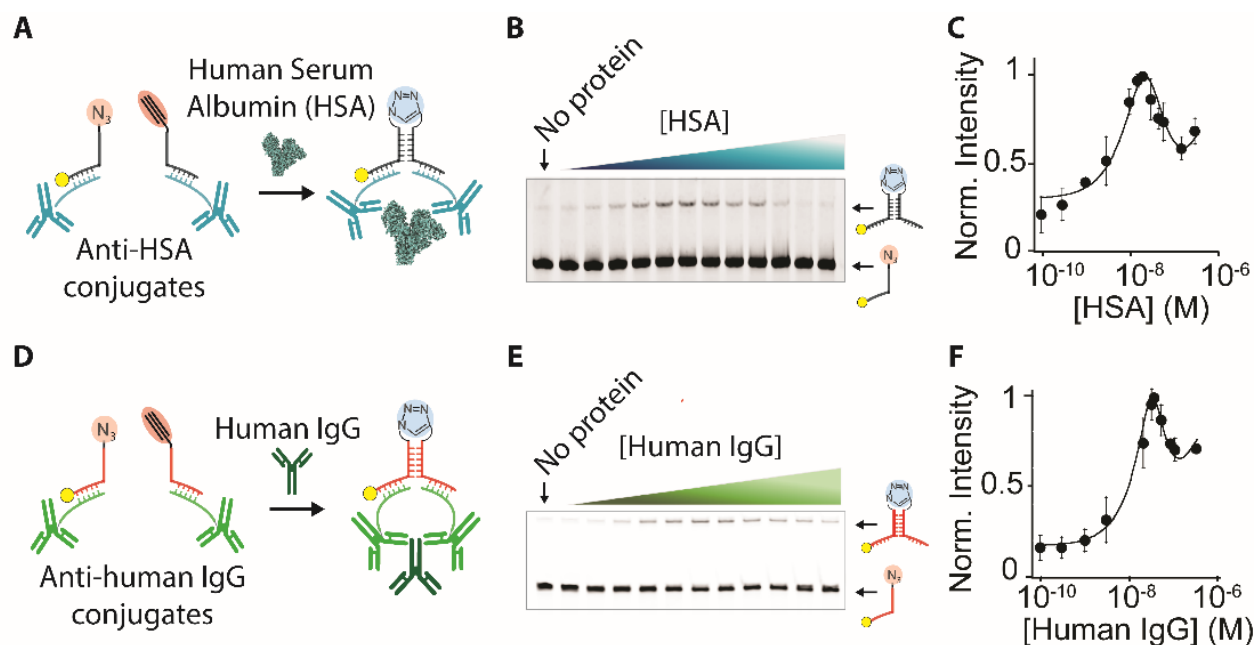 A
N₃
Human Serum
Albumin (HSA)
N=N
N
Anti-HSA
conjugates
B
No protein
[HSA]
N=N
N
N₃
C
Norm. Intensity
1
0.5
0
10⁻¹⁰
10⁻⁸
10⁻⁶
[HSA] (M)
D
N₃
Human IgG
N=N
N
Anti-human IgG
conjugates
E
No protein
[Human IgG]
N=N
N
N₃
F
Norm. Intensity
1
0.5
0
10⁻¹⁰
10⁻⁸
10⁻⁶
[Human IgG] (M)